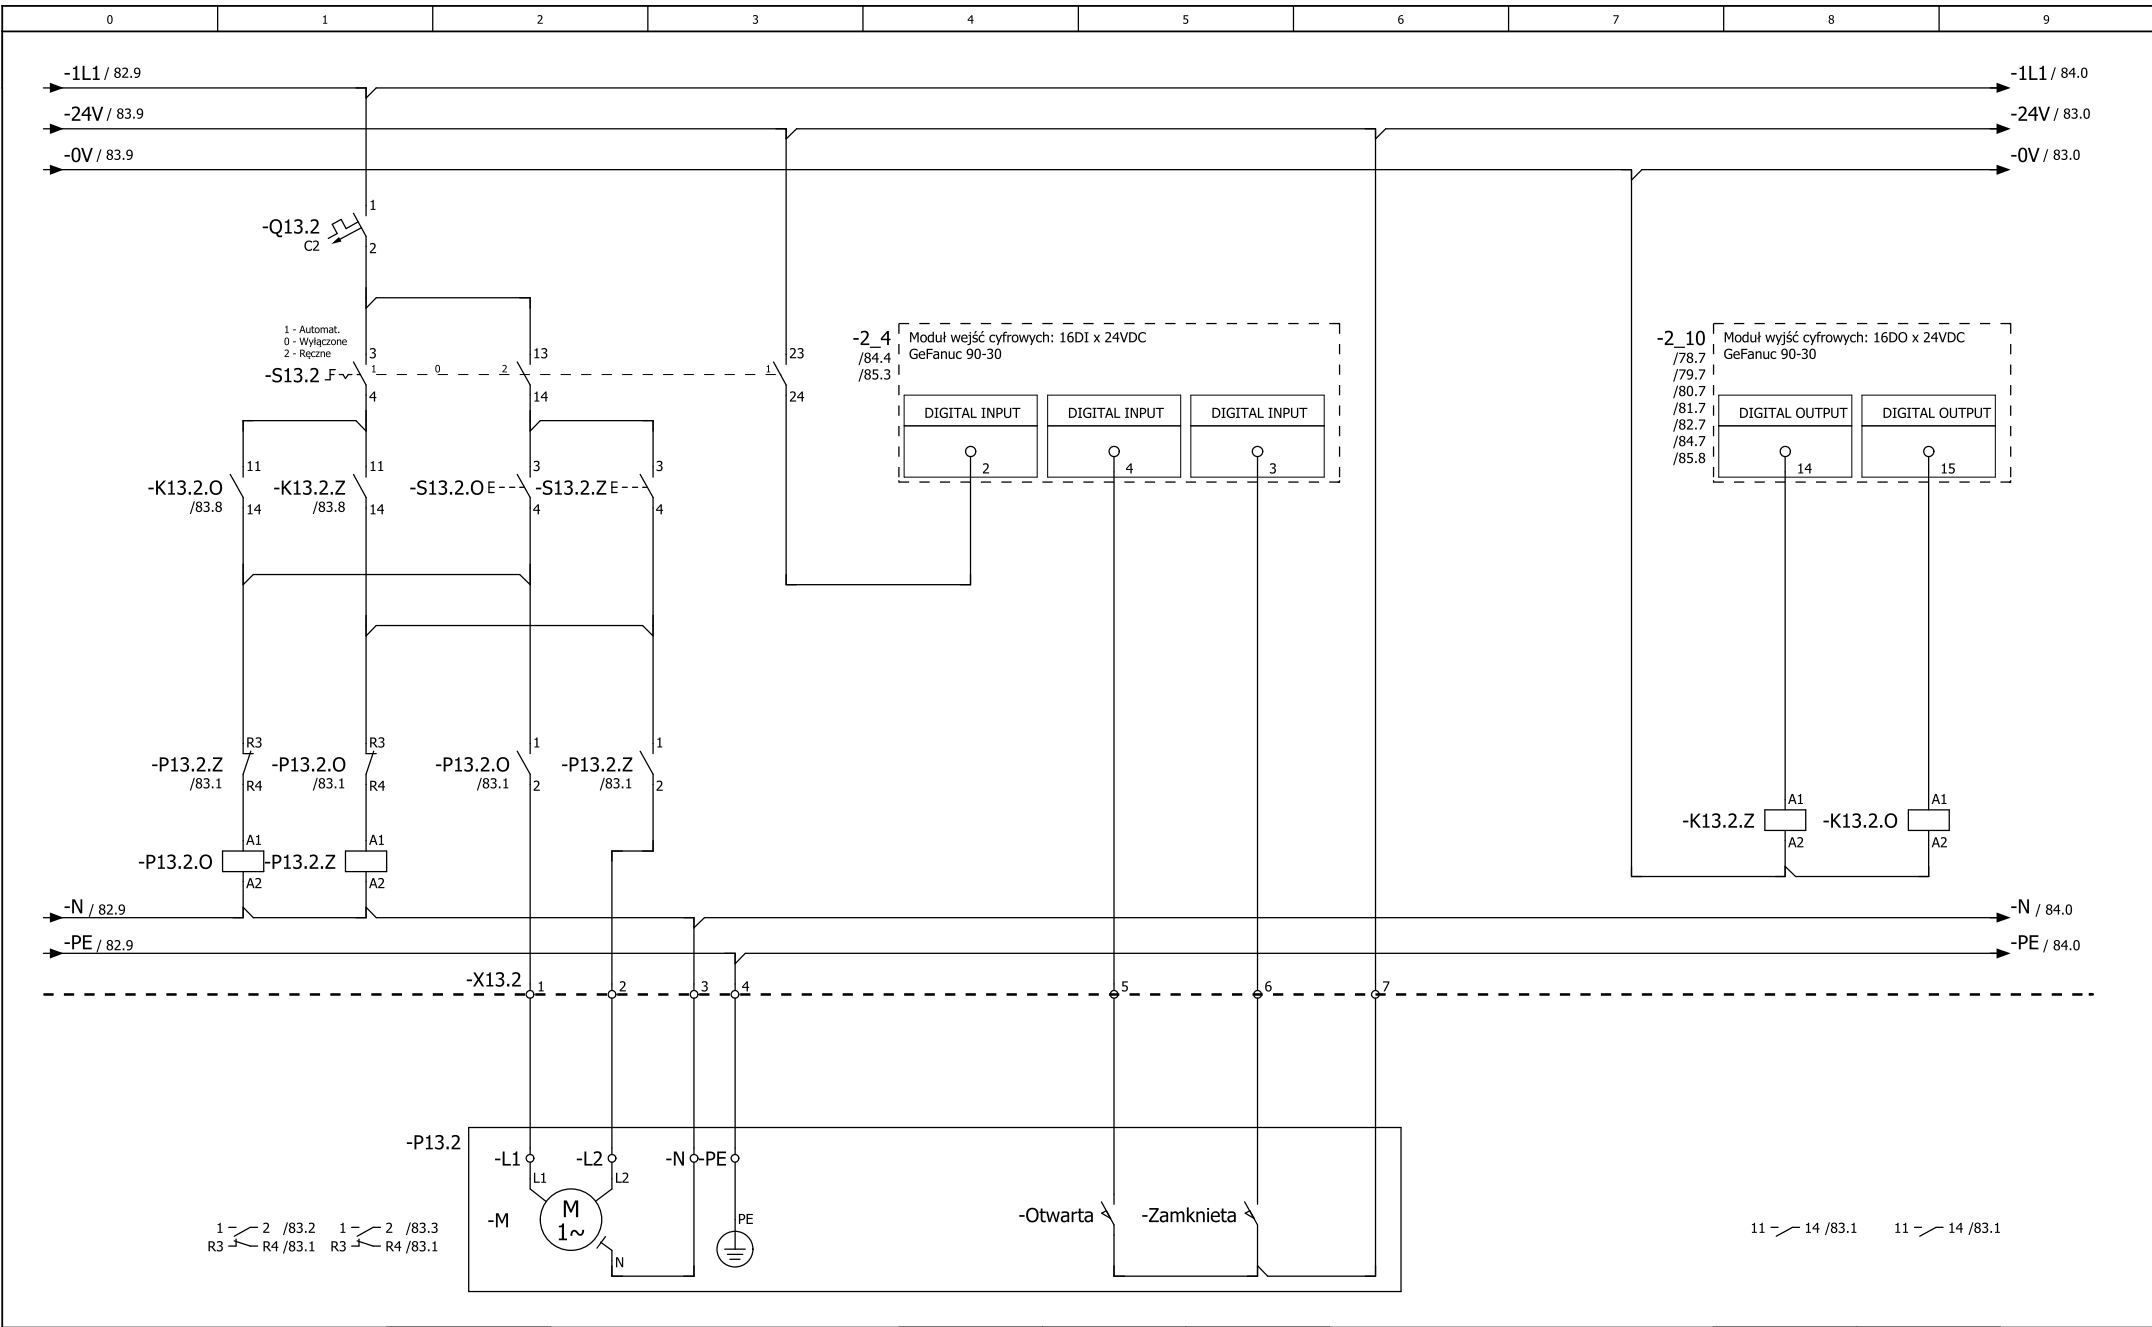 0 1 2 3 4 5 6 7 8 9
-1L1 / 82.9
-1L1 / 84.0
-24V / 83.9
-24V / 83.0
-0V / 83.9
-0V / 83.0
1
-Q13.2
C2
2
1 - Automat.
0 - Wyłączone
2 - Ręczne
3
-S13.2
1 0 2 1
4
13
14
23
24
-2_4
/84.4
/85.3
Moduł wejść cyfrowych: 16DI x 24VDC
GeFanuc 90-30
DIGITAL INPUT
2
DIGITAL INPUT
4
DIGITAL INPUT
3
-2_10
/78.7
/79.7
/80.7
/81.7
/82.7
/84.7
/85.8
Moduł wyjść cyfrowych: 16DO x 24VDC
GeFanuc 90-30
DIGITAL OUTPUT
14
DIGITAL OUTPUT
15
11
-K13.2.O
/83.8
14
11
-K13.2.Z
/83.8
14
3
-S13.2.O
4
3
-S13.2.Z
4
R3
-P13.2.Z
/83.1
R4
R3
-P13.2.O
/83.1
R4
1
-P13.2.O
/83.1
2
1
-P13.2.Z
/83.1
2
A1
-P13.2.O
A2
A1
-P13.2.Z
A2
A1
-K13.2.Z
A2
A1
-K13.2.O
A2
-N / 82.9
-N / 84.0
-PE / 82.9
-PE / 84.0
-X13.2
1 2 3 4 5 6 7
-P13.2
-L1
-L2
-N
-PE
L1
L2
-M
M
1~
N
PE
-Otwarta
-Zamknieta
1 2 /83.2
R3 R4 /83.1
1 2 /83.3
R3 R4 /83.1
11 14 /83.1
11 14 /83.1